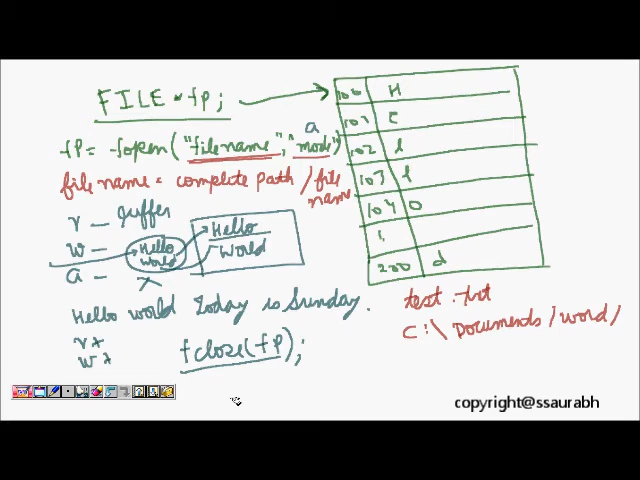 FILE *fp;
fp= fopen("filename","mode")
a
filename = complete path / file name
r — Buffer
w — Hello world
a — x
Hello
world
Hello world Today is Sunday.
r+
w+
fclose(fp);
100 H
101 E
102 l
103 l
104 O
200 d
test .txt
C:\ Documents/word/
copyright@ssaurabh